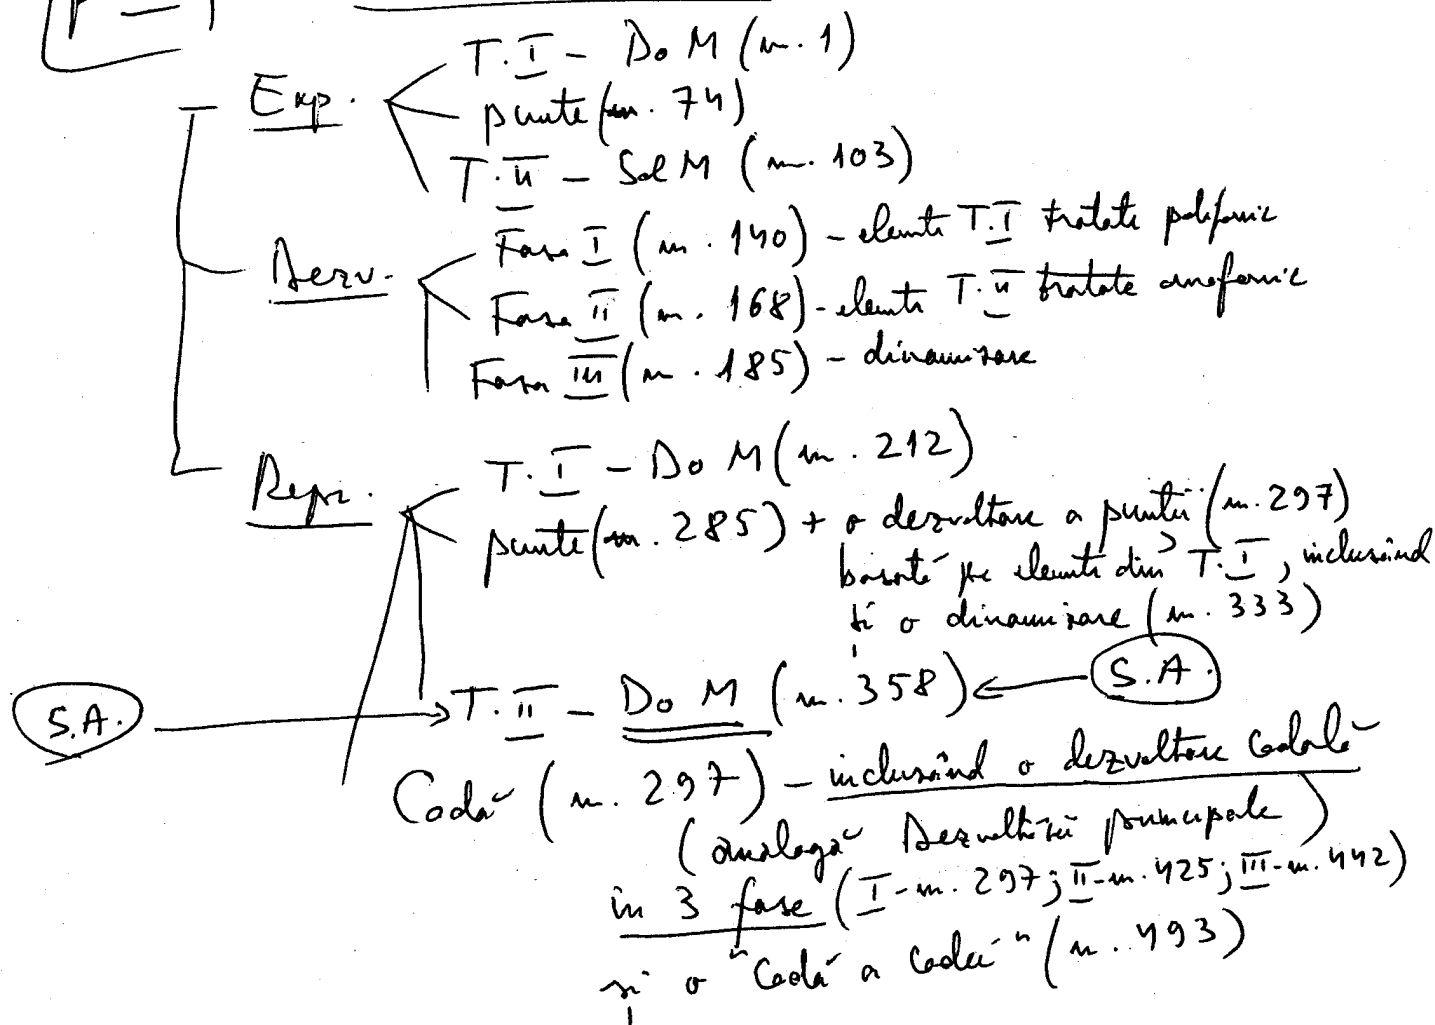 Exp.
T.I – Do M (m. 1)
punte (m. 74)
T.II – Sol M (m. 103)
Dezv.
Faza I (m. 140) – elemente T.I tratate polifonic
Faza II (m. 168) – elemente T.II tratate omofonic
Faza III (m. 185) – dinamizare
Repr.
T.I – Do M (m. 212)
punte (m. 285) + o dezvoltare a punții (m. 297)
bazată pe elemente din T.I, incluzând
și o dinamizare (m. 333)
S.A.
S.A.
T.II – Do M (m. 358)
Codă (m. 297) – incluzând o dezvoltare Codală
(analogă Dezvoltării principale)
în 3 faze (I-m. 297; II-m. 425; III-m. 442)
și o "Codă a Codei" (m. 493)